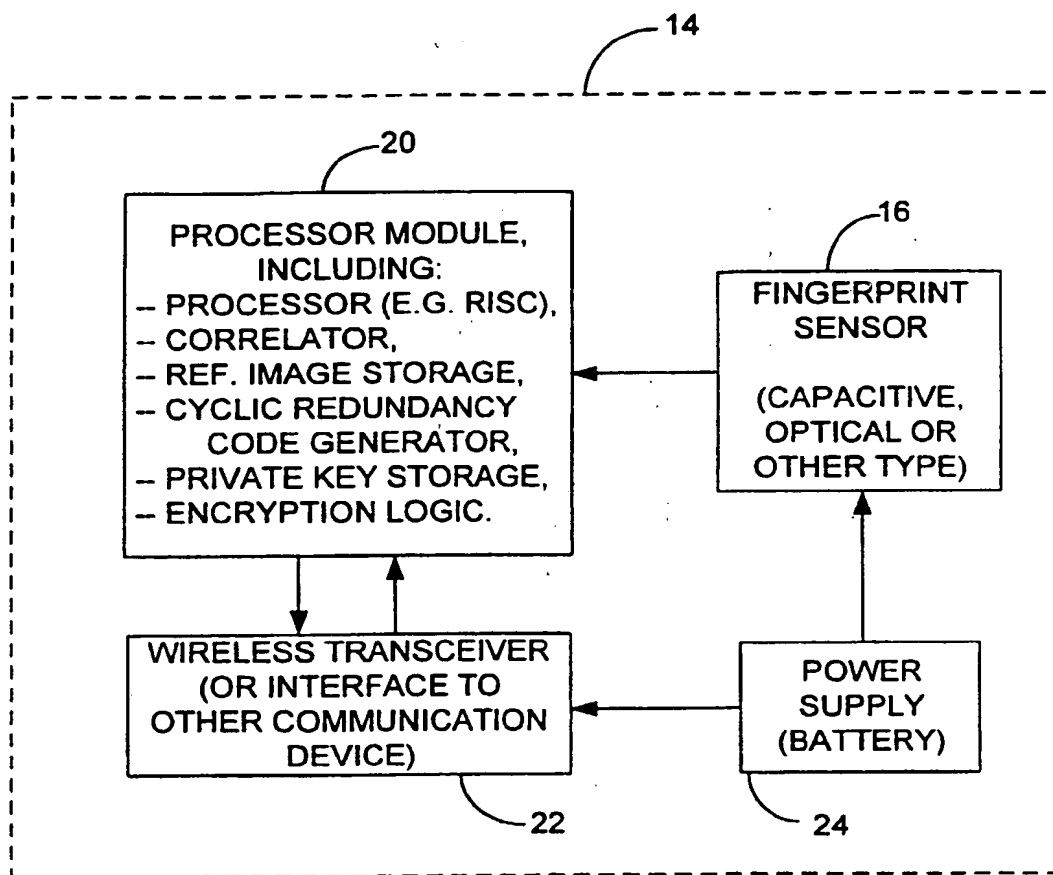 14
20
PROCESSOR MODULE,
INCLUDING:
-- PROCESSOR (E.G. RISC),
-- CORRELATOR,
-- REF. IMAGE STORAGE,
-- CYCLIC REDUNDANCY
CODE GENERATOR,
-- PRIVATE KEY STORAGE,
-- ENCRYPTION LOGIC.
16
FINGERPRINT
SENSOR
(CAPACITIVE,
OPTICAL OR
OTHER TYPE)
WIRELESS TRANSCEIVER
(OR INTERFACE TO
OTHER COMMUNICATION
DEVICE)
22
POWER
SUPPLY
(BATTERY)
24